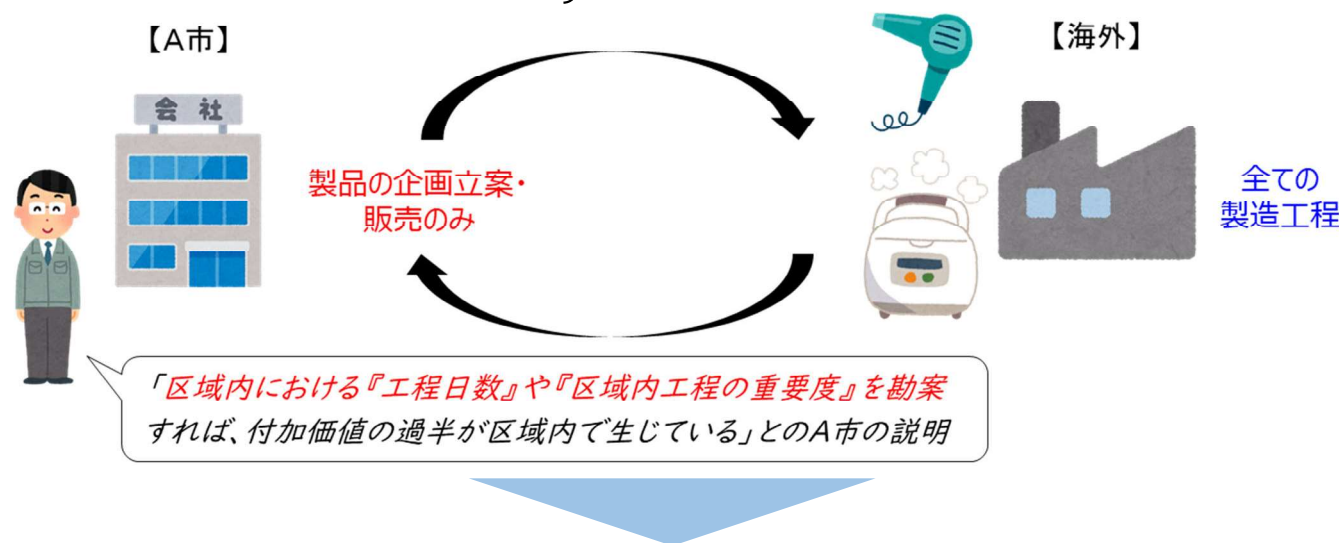 【A市】
【海外】
会社
製品の企画立案・
販売のみ
全ての
製造工程
「区域内における『工程日数』や『区域内工程の重要度』を勘案
すれば、付加価値の過半が区域内で生じている」とのA市の説明